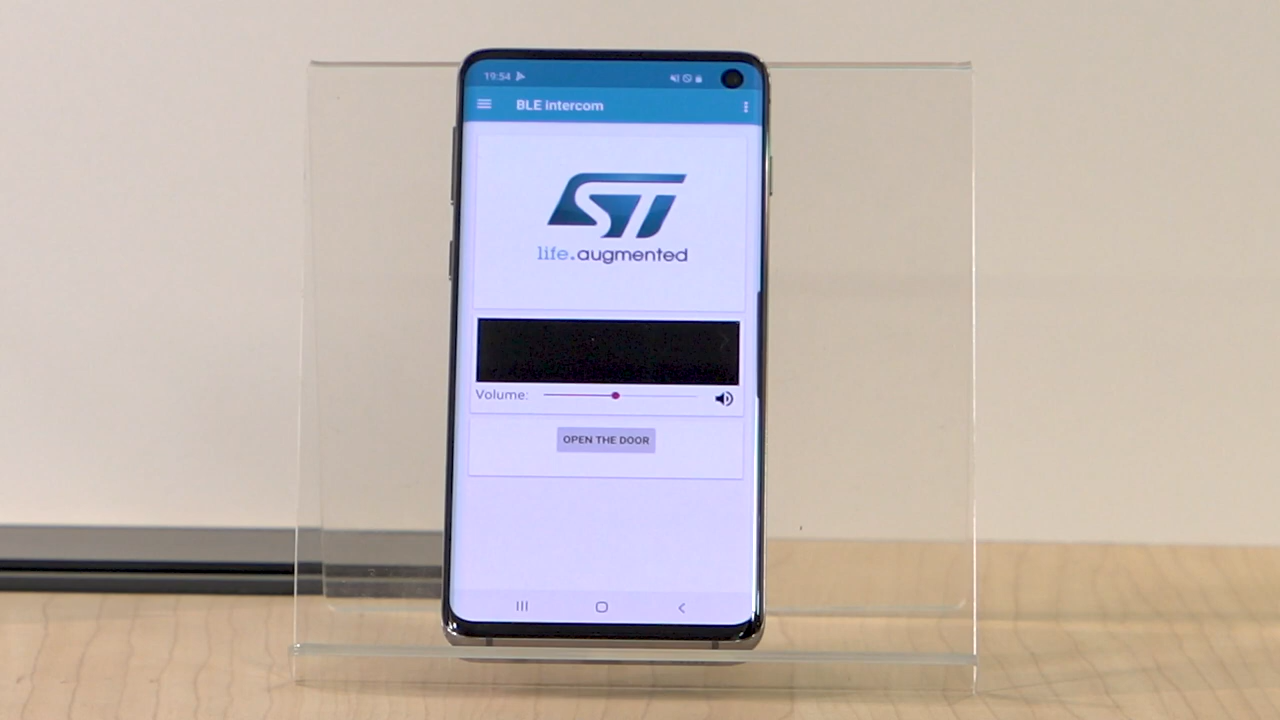 19:54
BLE intercom
ST
life.augmented
Volume:
OPEN THE DOOR